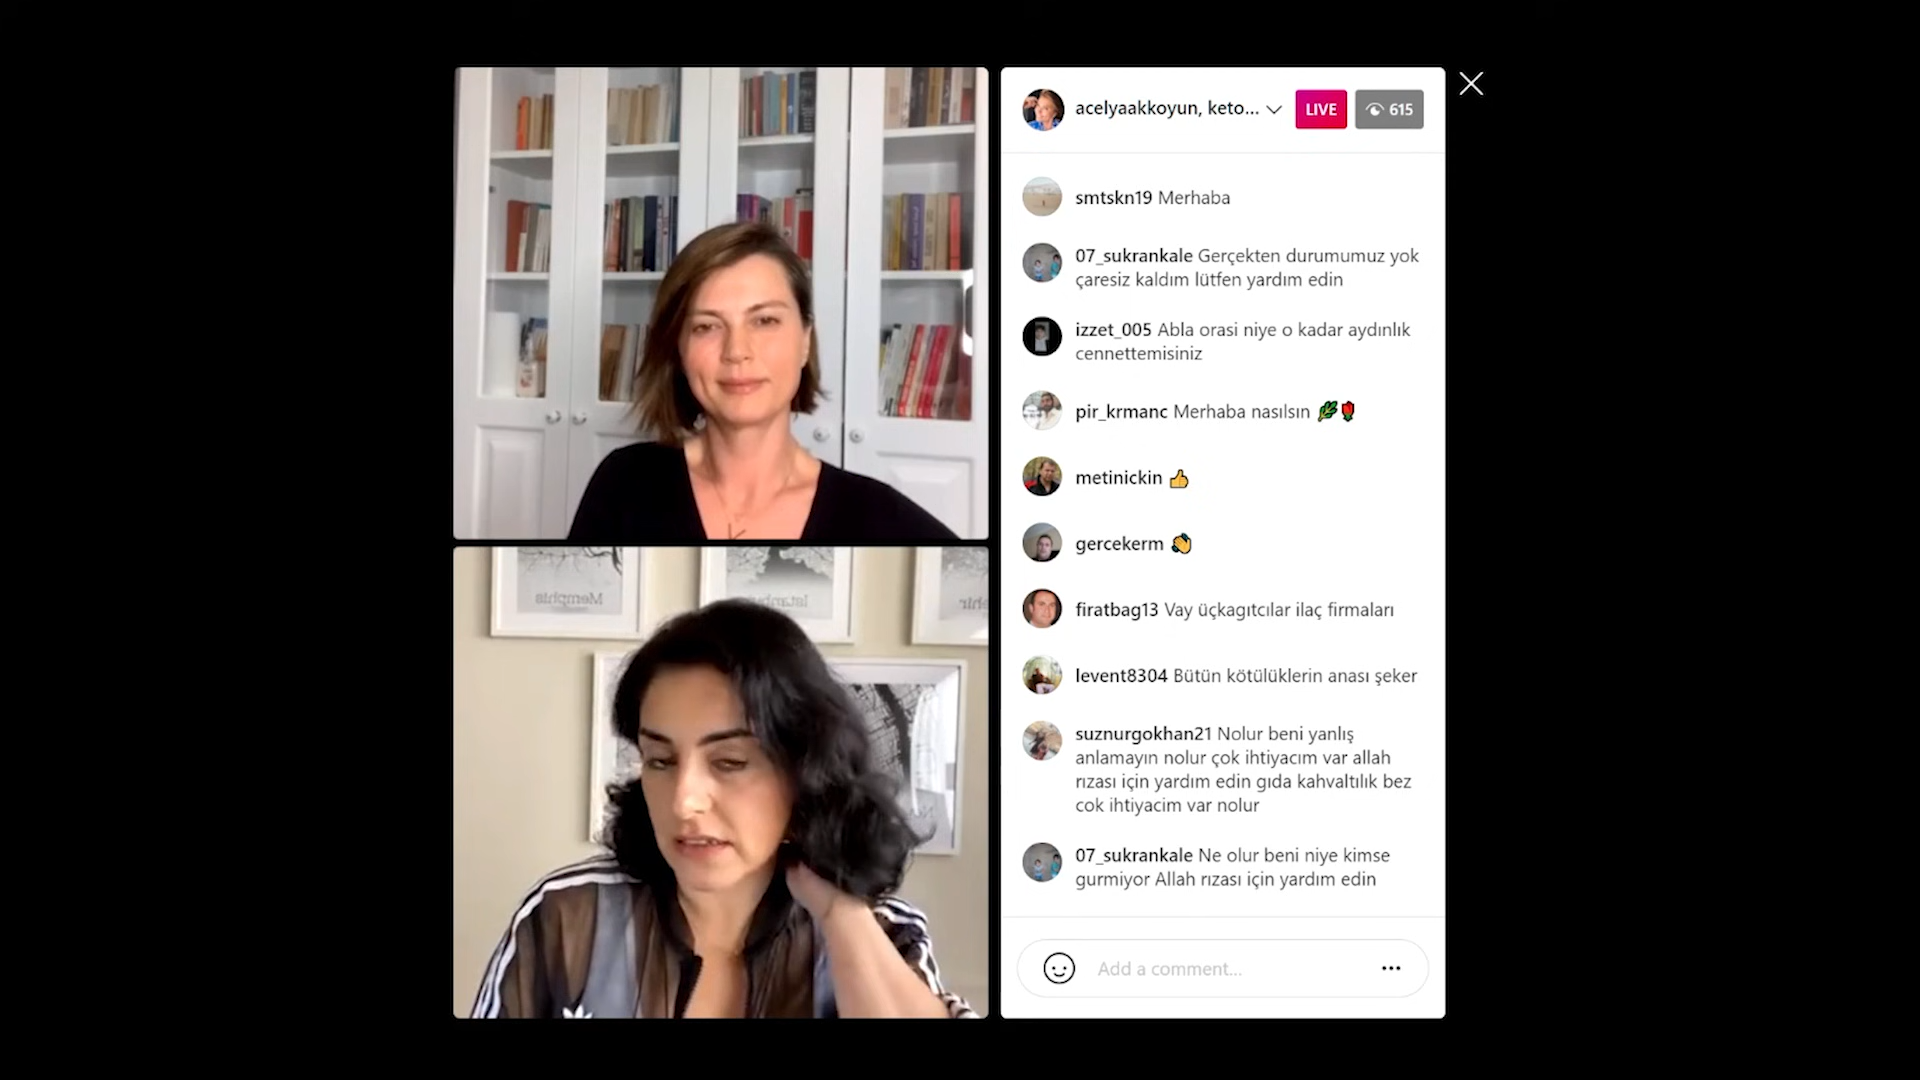 acelyaakkoyun, keto...
LIVE
615
smtskn19 Merhaba
07_sukrankale Gerçekten durumumuz yok
çaresiz kaldım lütfen yardım edin
izzet_005 Abla orasi niye o kadar aydınlık
cennettemisiniz
pir_krmanc Merhaba nasılsın
metinickin
gercekerm
firatbag13 Vay üçkagıtcılar ilaç firmaları
levent8304 Bütün kötülüklerin anası şeker
suznurgokhan21 Nolur beni yanlış
anlamayın nolur çok ihtiyacım var allah
rızası için yardım edin gıda kahvaltılık bez
cok ihtiyacim var nolur
07_sukrankale Ne olur beni niye kimse
gurmiyor Allah rızası için yardım edin
Add a comment...
Memphis